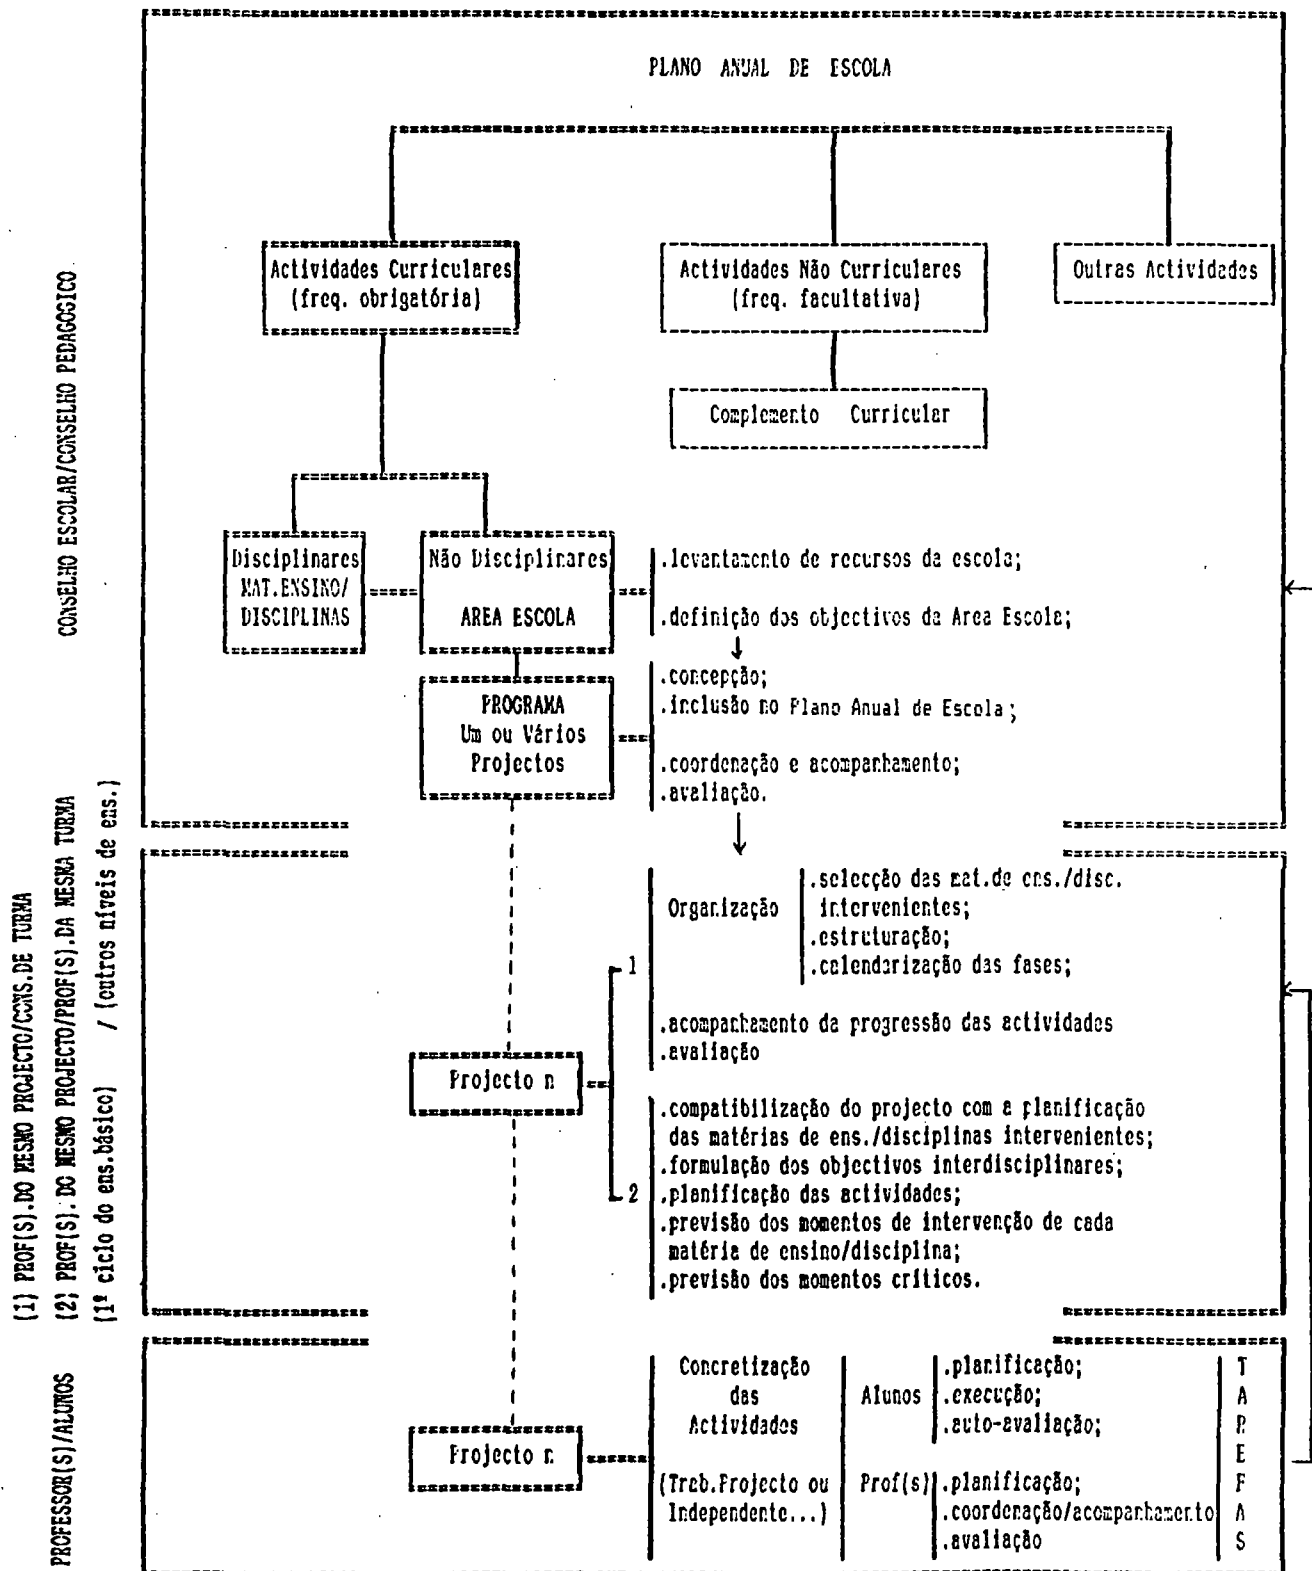 PLANO ANUAL DE ESCOLA
Actividades Curriculares
(freq. obrigatória)
Actividades Não Curriculares
(freq. facultativa)
Outras Actividades
Complemento Curricular
CONSELHO ESCOLAR/CONSELHO PEDAGOGICO
Disciplinares
MAT.ENSINO/
DISCIPLINAS
Não Disciplinares
AREA ESCOLA
.levantamento de recursos da escola;
.definição dos objectivos da Area Escola;
PROGRAMA
Um ou Vários
Projectos
.concepção;
.inclusão no Plano Anual de Escola;
.coordenação e acompanhamento;
.avaliação.
(1) PROF(S).DO MESMO PROJECTO/CONS.DE TURMA
(2) PROF(S).DO MESMO PROJECTO/PROF(S).DA MESMA TURMA
(1º ciclo do ens.básico) / (outros níveis de ens.)
Projecto n
1
Organização
.selecção das mat.de ens./disc.
intervenientes;
.estruturação;
.calendarização das fases;
.acompanhamento da progressão das actividades
.avaliação
2
.compatibilização do projecto com a planificação
das matérias de ens./disciplinas intervenientes;
.formulação dos objectivos interdisciplinares;
.planificação das actividades;
.previsão dos momentos de intervenção de cada
matéria de ensino/disciplina;
.previsão dos momentos críticos.
PROFESSOR(S)/ALUNOS
Projecto n
Concretização
das
Actividades
(Trab.Projecto ou
Independente...)
Alunos
.planificação;
.execução;
.auto-avaliação;
Prof(s)
.planificação;
.coordenação/acompanhamento
.avaliação
T
A
R
E
F
A
S